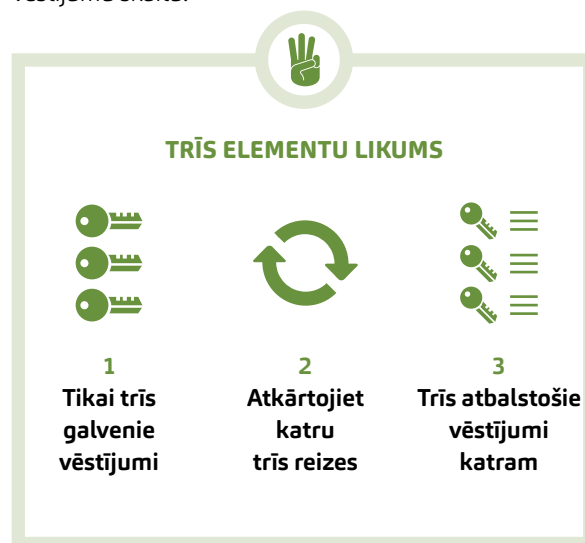 TRĪS ELEMENTU LIKUMS
1
Tikai trīs
galvenie
vēstījumi
2
Atkārtojiet
katru
trīs reizes
3
Trīs atbalstošie
vēstījumi
katram